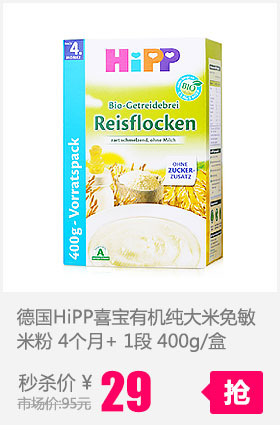 NACH DEM
4.
MONAT
HiPP
BIO
Bio-Getreidebrei
Reisflocken
zart schmelzend, ohne Milch
400g - Vorratspack
OHNE
ZUCKER-
ZUSATZ
A
德国HiPP喜宝有机纯大米免敏
米粉 4个月+ 1段 400g/盒
秒杀价 ¥ 29
市场价:95元
抢